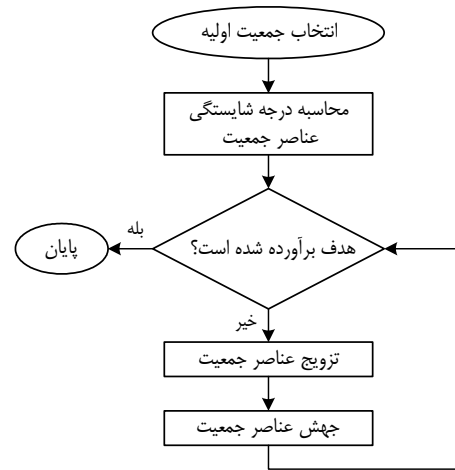 انتخاب جمعیت اولیه
محاسبه درجه شایستگی
عناصر جمعیت
هدف برآورده شده است؟
بله
پایان
خیر
تزویج عناصر جمعیت
جهش عناصر جمعیت